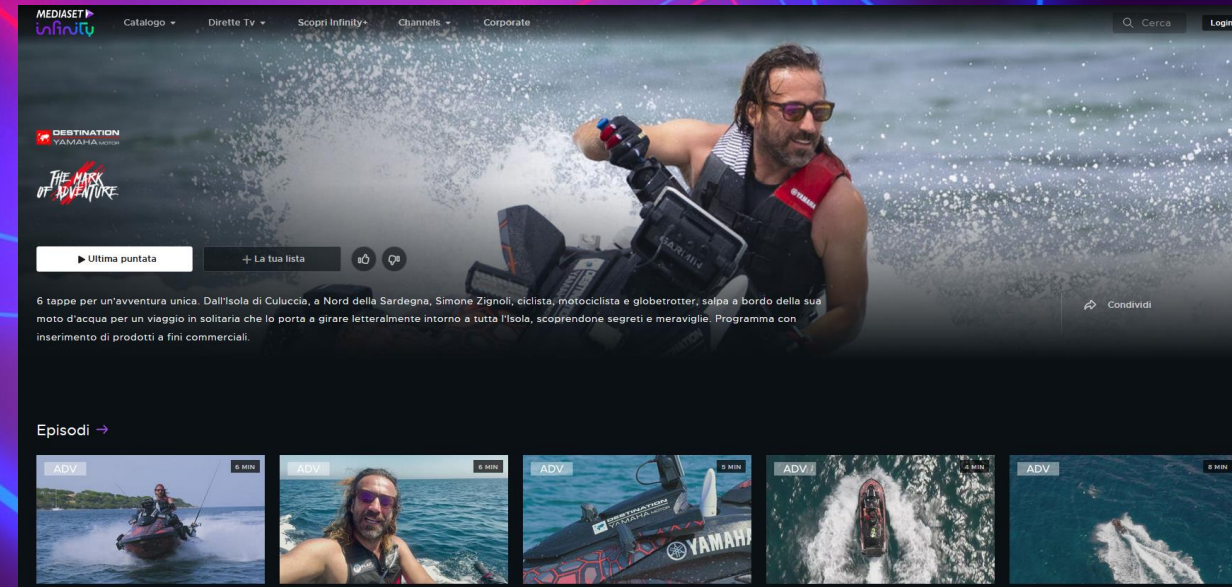 MEDIASET
infinity
Catalogo
Dirette Tv
Scopri Infinity+
Channels
Corporate
Cerca
Login
DESTINATION
YAMAHA MOTOR
THE MARK
OF ADVENTURE
YAMAHA
GARMIN
Ultima puntata
+ La tua lista
6 tappe per un'avventura unica. Dall'Isola di Culuccia, a Nord della Sardegna, Simone Zignoli, ciclista, motociclista e globetrotter, salpa a bordo della sua
moto d'acqua per un viaggio in solitaria che lo porta a girare letteralmente intorno a tutta l'Isola, scoprendone segreti e meraviglie. Programma con
inserimento di prodotti a fini commerciali.
Condividi
Episodi →
ADV
6 MIN
ADV
6 MIN
ADV
5 MIN
DESTINATION
YAMAHA MOTOR
YAMAHA
ADV
4 MIN
ADV
8 MIN